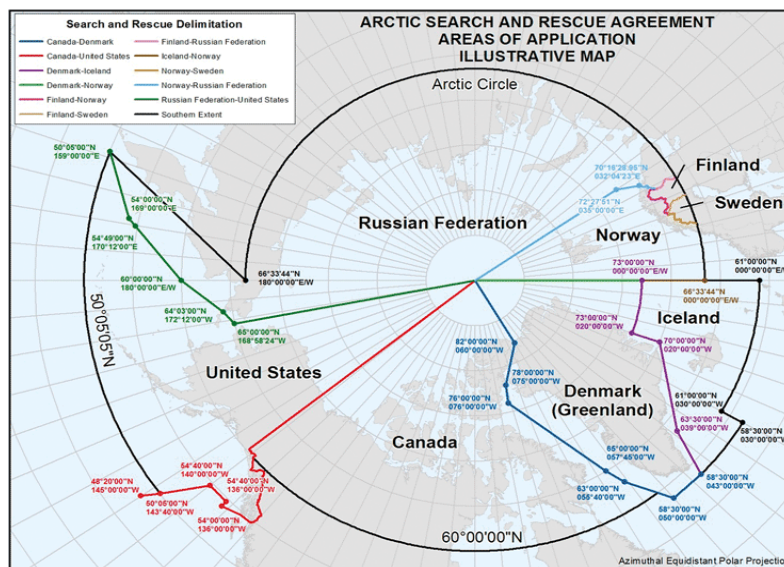 ARCTIC SEARCH AND RESCUE AGREEMENT
AREAS OF APPLICATION
ILLUSTRATIVE MAP
Search and Rescue Delimitation
Canada-Denmark
Canada-United States
Denmark-Iceland
Denmark-Norway
Finland-Norway
Finland-Sweden
Finland-Russian Federation
Iceland-Norway
Norway-Sweden
Norway-Russian Federation
Russian Federation-United States
Southern Extent
Arctic Circle
50°05'00"N
159°00'00"E
54°00'00"N
169°00'00"E
54°49'00"N
170°12'00"E
60°00'00"N
180°00'00"E/W
64°03'00"N
172°12'00"W
65°00'00"N
168°58'24"W
66°33'44"N
180°00'00"E/W
50°05'05"N
Russian Federation
70°16'28.95"N
032°04'23"E
72°27'51"N
035°00'00"E
Finland
Sweden
Norway
73°00'00"N
000°00'00"E/W
61°00'00"N
000°00'00"E/W
66°33'44"N
000°00'00"E/W
Iceland
73°00'00"N
020°00'00"W
70°00'00"N
020°00'00"W
United States
82°00'00"N
060°00'00"W
78°00'00"N
075°00'00"W
76°00'00"N
076°00'00"W
Denmark
(Greenland)
61°00'00"N
030°00'00"W
58°30'00"N
030°00'00"W
63°30'00"N
039°00'00"W
Canada
65°00'00"N
057°45'00"W
63°00'00"N
058°40'00"W
58°30'00"N
043°00'00"W
58°30'00"N
050°00'00"W
48°20'00"N
145°00'00"W
50°05'00"N
143°40'00"W
54°40'00"N
140°00'00"W
54°40'00"N
136°00'00"W
54°00'00"N
136°00'00"W
60°00'00"N
Azimuthal Equidistant Polar Projectio